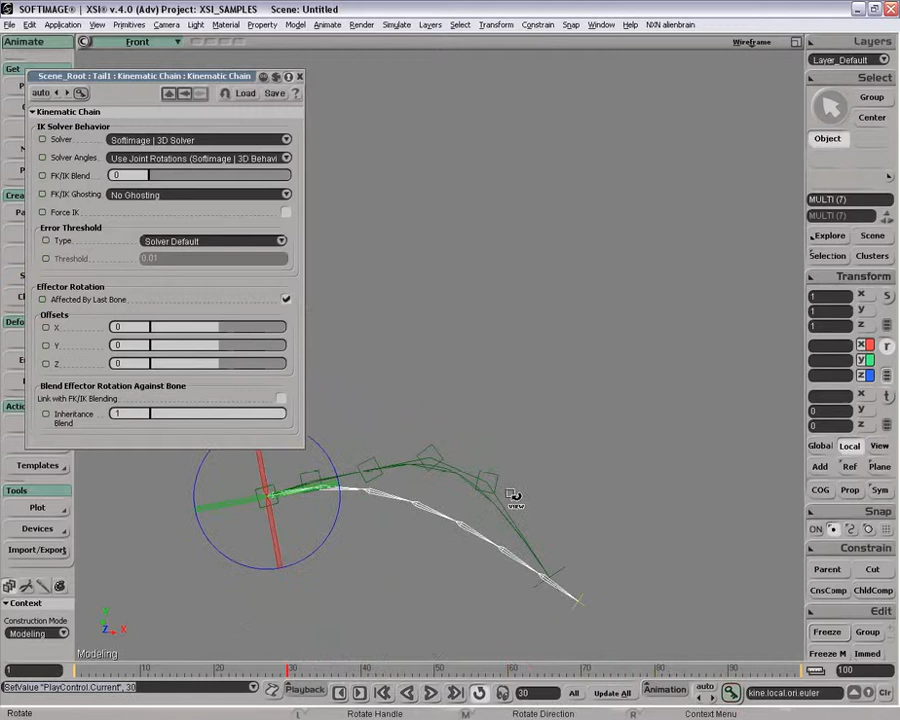 SOFTIMAGE® | XSI® v.4.0 (Adv) Project: XSI_SAMPLES Scene: Untitled
File Edit Application View Primitives Camera Material Property Model Animate Render Simulate Layers Select Transform Constrain Snap Window Help NXN alienbrain
Animate
C Front
Wireframe
Layers
Layer_Default
Get
Select
Group
Center
Object
MULTI (7)
MULTI (7)
Explore Scene
Selection Clusters
Transform
1 x S
1 y
1 z
x r
y
z
x t
0 y
0 z
Global Local View
Add Ref Plane
COG Prop Sym
Snap
ON
Constrain
Parent Cut
CnsComp ChldComp
Edit
Freeze Group
Freeze M Immed
Scene_Root : Tail1 : Kinematic Chain : Kinematic Chain
auto Load Save ?
Kinematic Chain
IK Solver Behavior
Solver Softimage | 3D Solver
Solver Angles Use Joint Rotations (Softimage | 3D Behavi
FK/IK Blend 0
FK/IK Ghosting No Ghosting
Force IK
Error Threshold
Type Solver Default
Threshold 0.01
Effector Rotation
Affected By Last Bone
Offsets
X 0
Y 0
Z 0
Blend Effector Rotation Against Bone
Link with FK/IK Blending
Inheritance Blend 1
Templates
Tools
Plot
Devices
Import/Export
Context
Construction Mode
Modeling
VIEW
Y
Z X
Modeling
1 10 20 30 40 50 60 70 80 90 100
SetValue "PlayControl.Current", 30
Playback 30 All Update All Animation auto kine.local.ori.euler Clr
Rotate L Rotate Handle M Rotate Direction R Context Menu